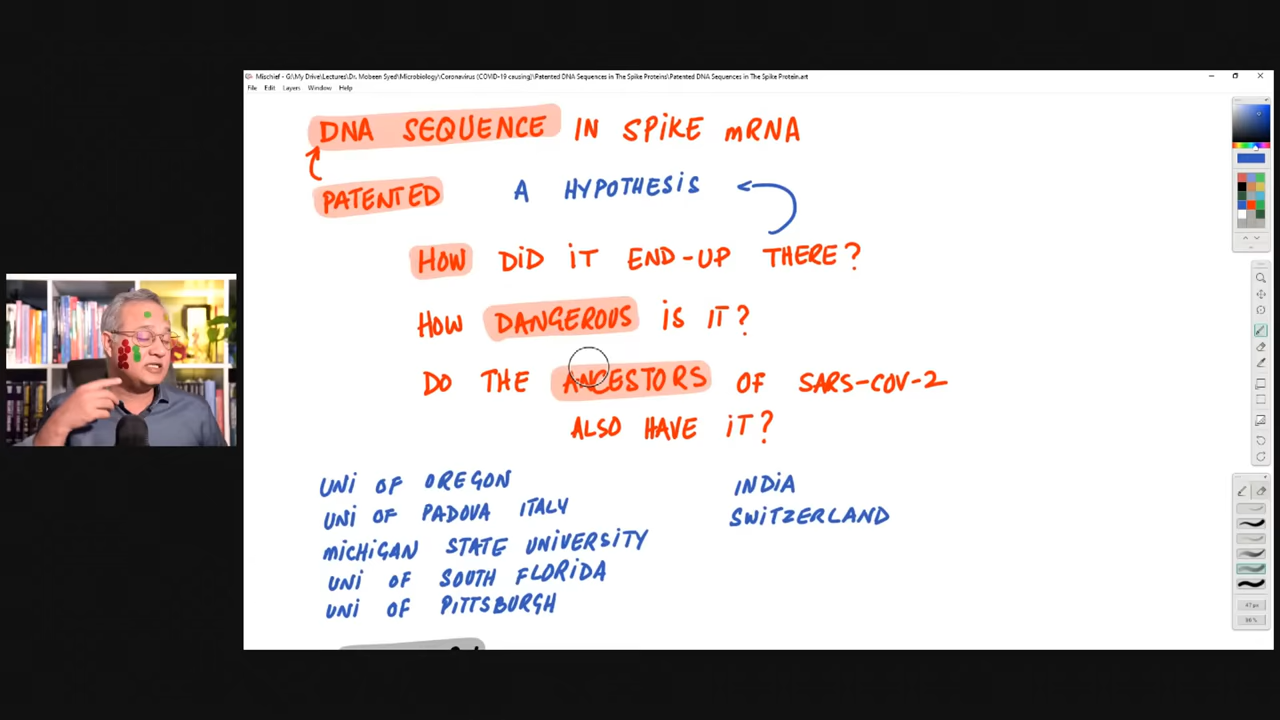 Mischief - G:\My Drive\Lectures\Dr. Mobeen Syed\Microbiology\Coronavirus (COVID-19 causing)\Patented DNA Sequences in The Spike Proteins\Patented DNA Sequences in The Spike Protein.art
File Edit Layers Window Help
DNA SEQUENCE IN SPIKE mRNA
PATENTED A HYPOTHESIS
HOW DID IT END-UP THERE?
HOW DANGEROUS IS IT?
DO THE ANCESTORS OF SARS-COV-2
ALSO HAVE IT?
UNI OF OREGON INDIA
UNI OF PADOVA ITALY SWITZERLAND
MICHIGAN STATE UNIVERSITY
UNI OF SOUTH FLORIDA
UNI OF PITTSBURGH
47 px
98 %